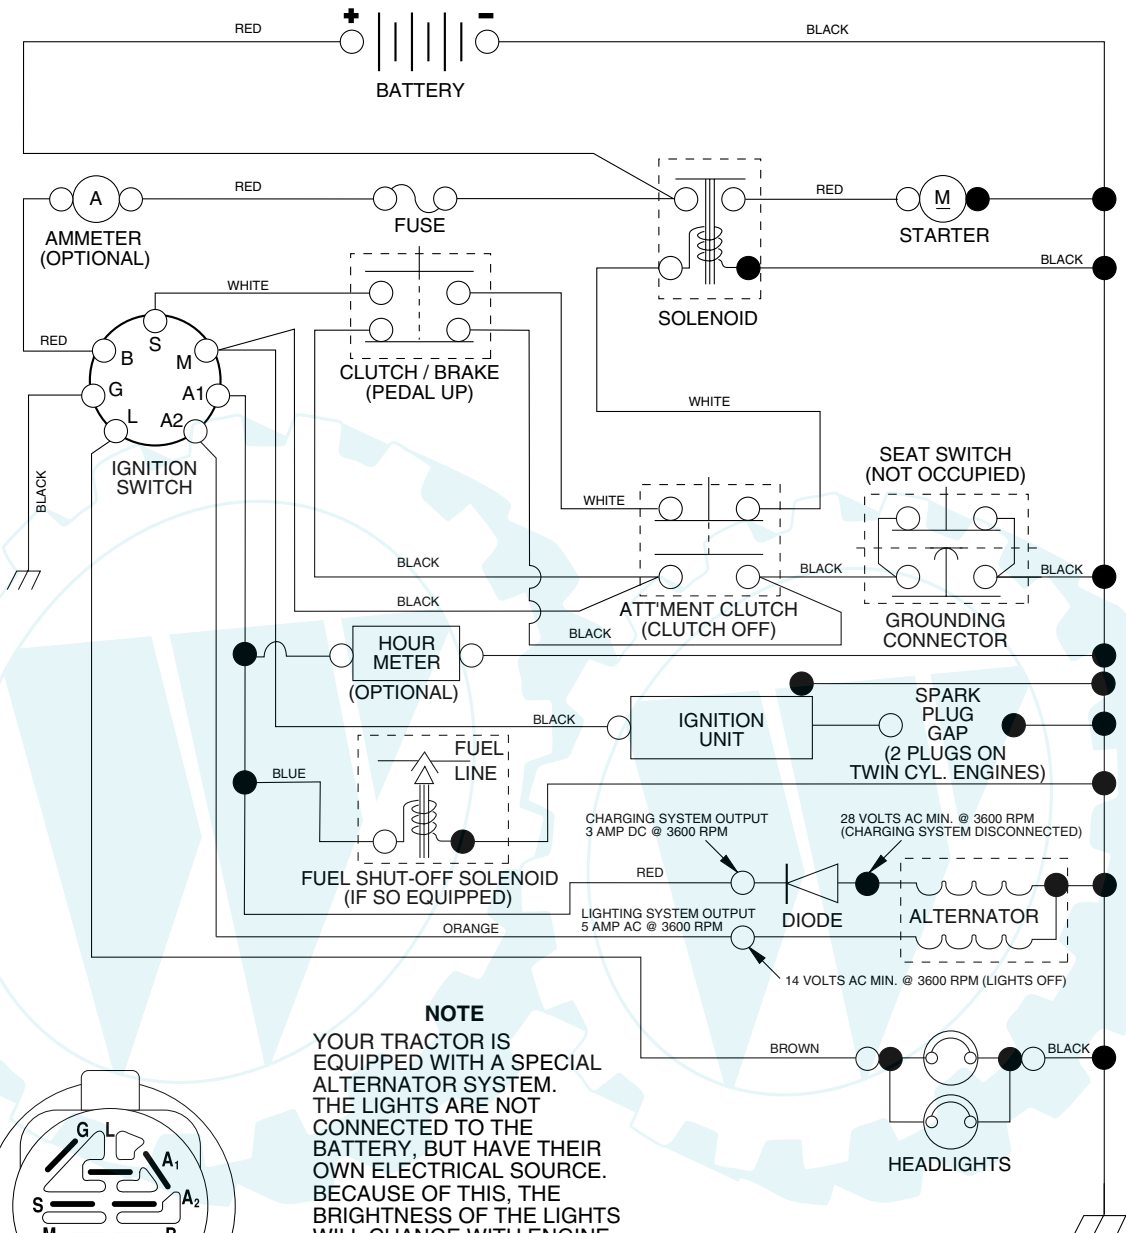 RED
+
-
BLACK
BATTERY
RED
A
AMMETER
(OPTIONAL)
FUSE
RED
M
STARTER
BLACK
SOLENOID
WHITE
RED
S
B
M
G
A1
L
A2
IGNITION
SWITCH
BLACK
CLUTCH / BRAKE
(PEDAL UP)
WHITE
SEAT SWITCH
(NOT OCCUPIED)
WHITE
BLACK
BLACK
BLACK
BLACK
BLACK
ATT'MENT CLUTCH
(CLUTCH OFF)
GROUNDING
CONNECTOR
HOUR
METER
(OPTIONAL)
BLACK
IGNITION
UNIT
SPARK
PLUG
GAP
(2 PLUGS ON
TWIN CYL. ENGINES)
BLUE
FUEL
LINE
FUEL SHUT-OFF SOLENOID
(IF SO EQUIPPED)
CHARGING SYSTEM OUTPUT
3 AMP DC @ 3600 RPM
28 VOLTS AC MIN. @ 3600 RPM
(CHARGING SYSTEM DISCONNECTED)
RED
DIODE
ALTERNATOR
LIGHTING SYSTEM OUTPUT
5 AMP AC @ 3600 RPM
ORANGE
14 VOLTS AC MIN. @ 3600 RPM (LIGHTS OFF)
BROWN
BLACK
HEADLIGHTS
NOTE
YOUR TRACTOR IS
EQUIPPED WITH A SPECIAL
ALTERNATOR SYSTEM.
THE LIGHTS ARE NOT
CONNECTED TO THE
BATTERY, BUT HAVE THEIR
OWN ELECTRICAL SOURCE.
BECAUSE OF THIS, THE
BRIGHTNESS OF THE LIGHTS
WILL CHANGE WITH ENGINE
G
L
A1
A2
S
M
B